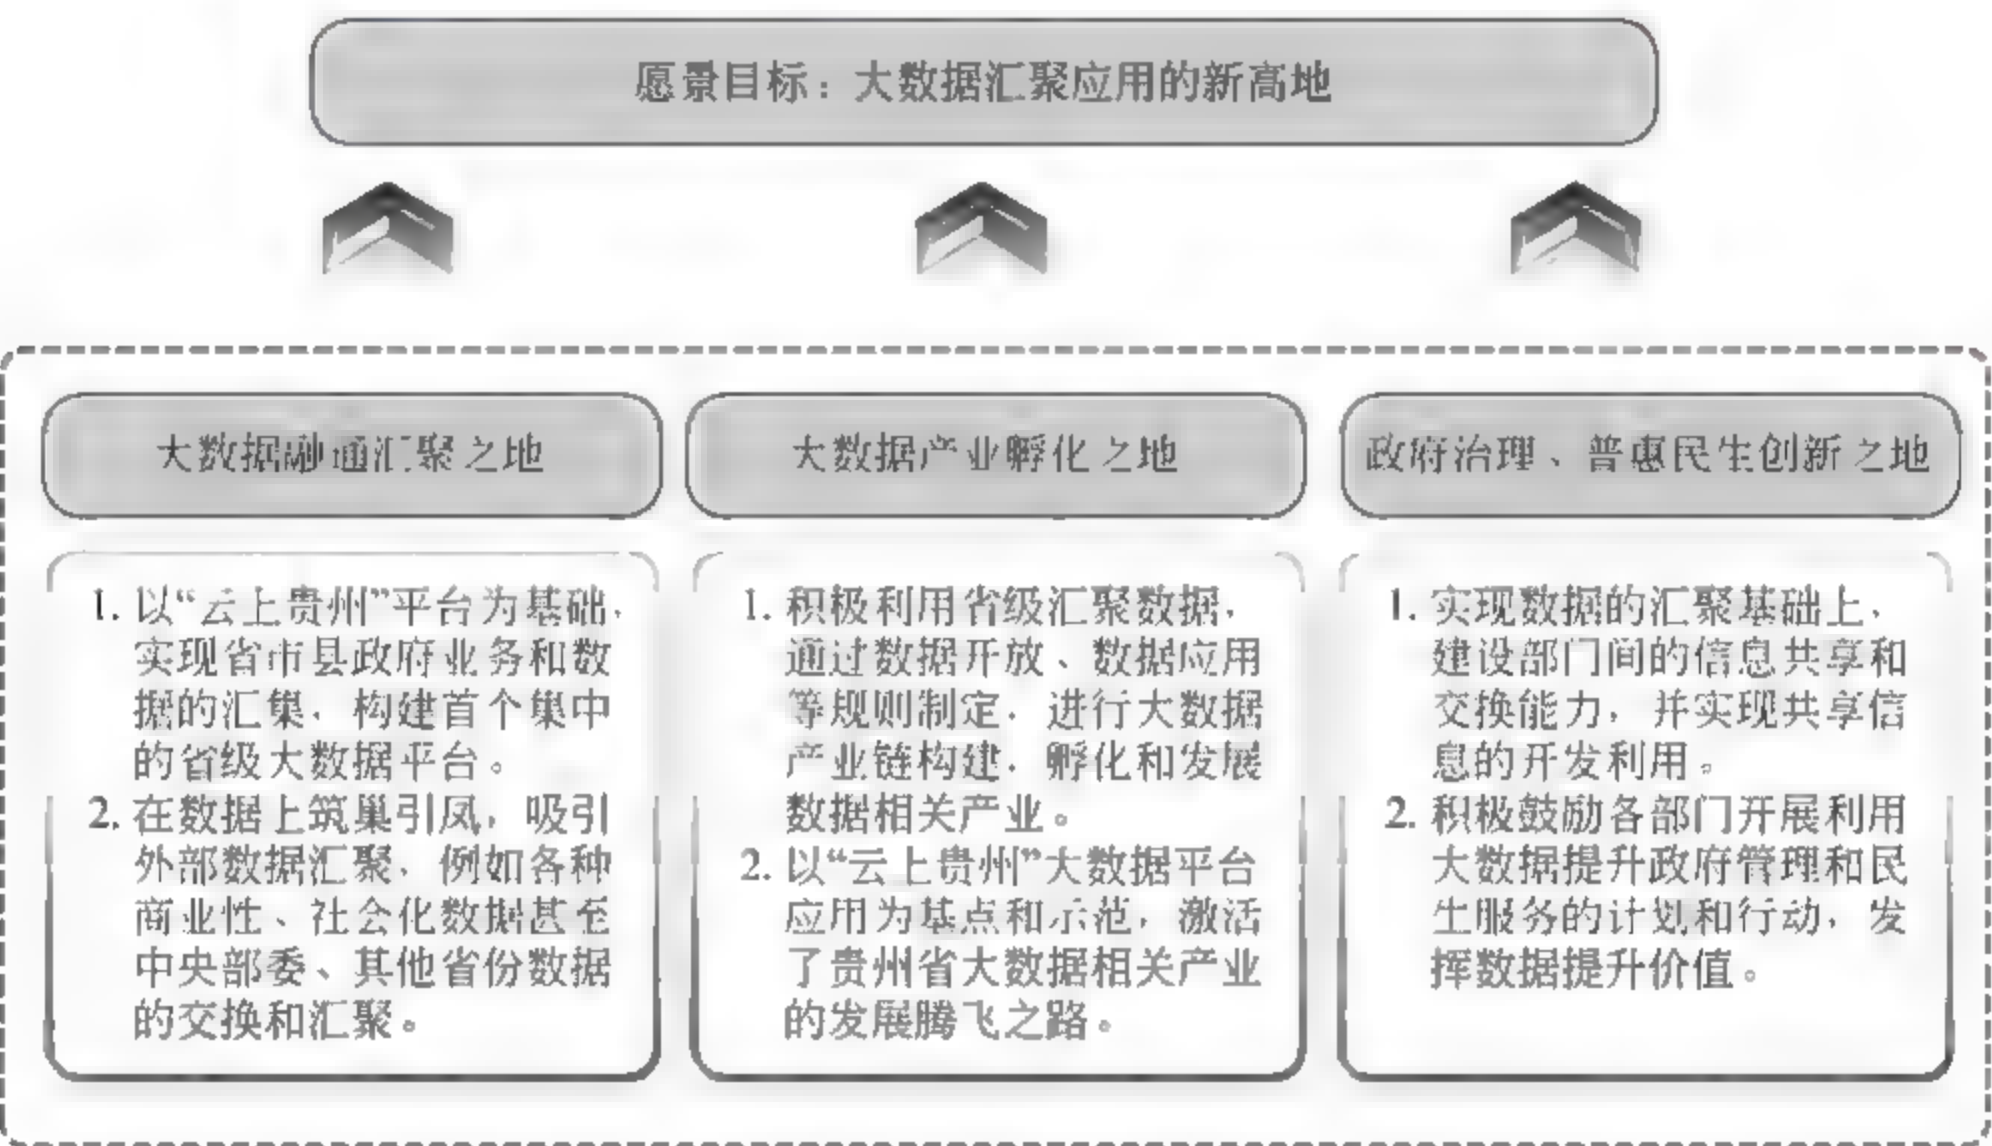 愿景目标：大数据汇聚应用的新高地
大数据融通汇聚之地
1. 以“云上贵州”平台为基础，
实现省市县政府业务和数
据的汇集，构建首个集中
的省级大数据平台。
2. 在数据上筑巢引凤，吸引
外部数据汇聚，例如各种
商业性、社会化数据甚至
中央部委、其他省份数据
的交换和汇聚。
大数据产业孵化之地
1. 积极利用省级汇聚数据，
通过数据开放、数据应用
等规则制定，进行大数据
产业链构建，孵化和发展
数据相关产业。
2. 以“云上贵州”大数据平台
应用为基点和示范，激活
了贵州省大数据相关产业
的发展腾飞之路。
政府治理、普惠民生创新之地
1. 实现数据的汇聚基础上，
建设部门间的信息共享和
交换能力，并实现共享信
息的开发利用。
2. 积极鼓励各部门开展利用
大数据提升政府管理和民
生服务的计划和行动，发
挥数据提升价值。